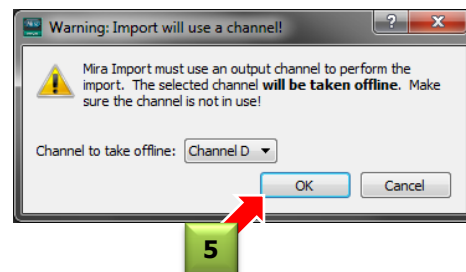 Warning: Import will use a channel!
Mira Import must use an output channel to perform the
import. The selected channel will be taken offline. Make
sure the channel is not in use!
Channel to take offline: Channel D
OK Cancel
5